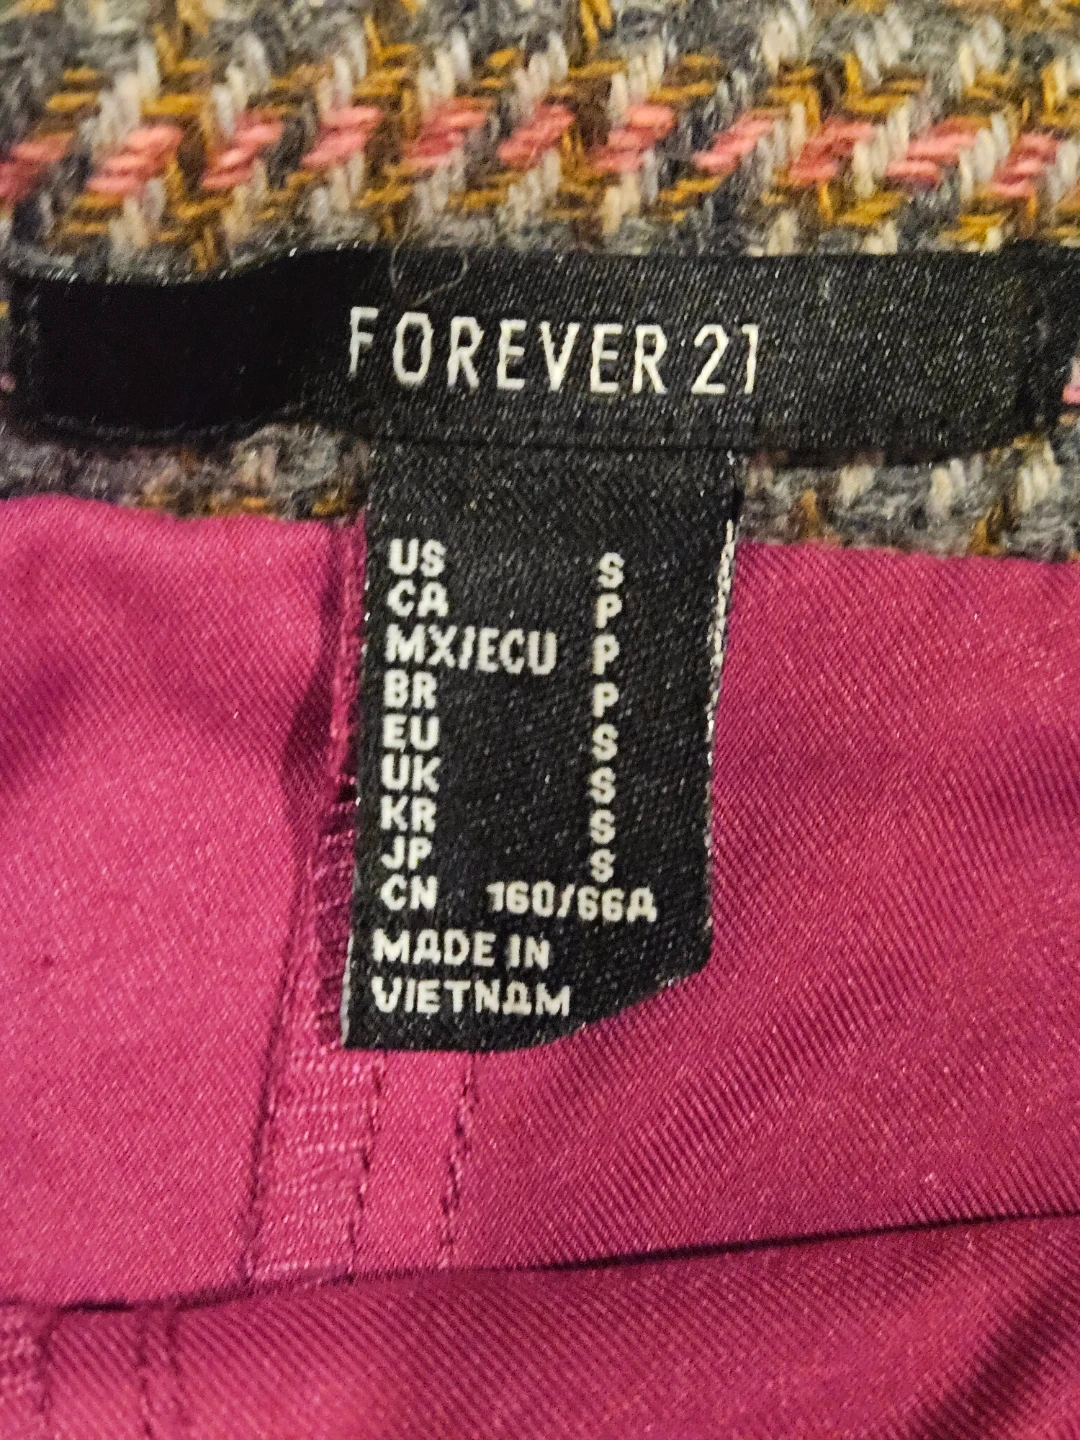 FOREVER 21
US S
CA P
MX/ECU P
BR P
EU S
UK S
KR S
JP S
CN 160/66A
MADE IN
VIETNAM